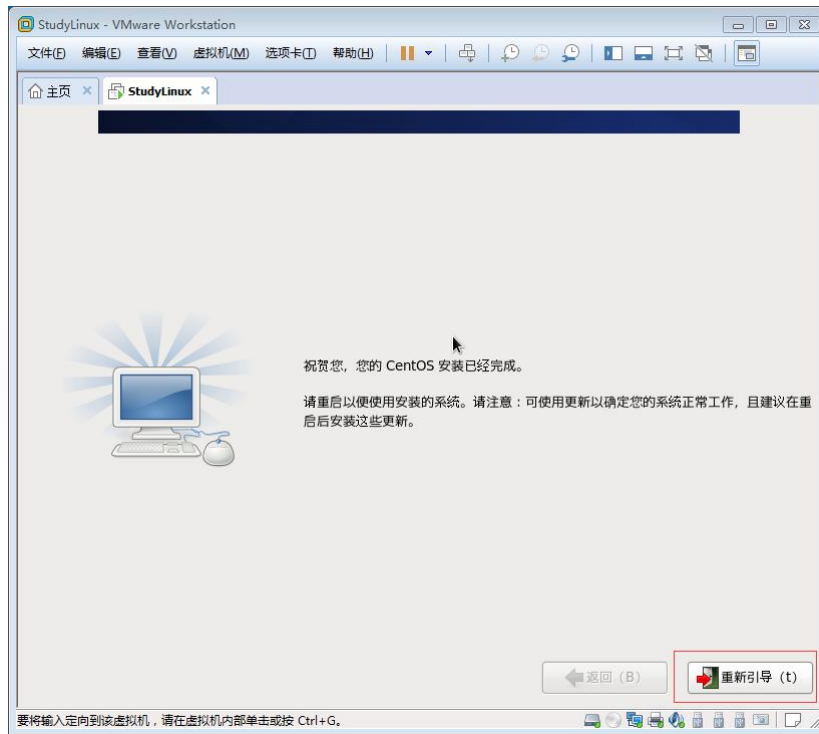 StudyLinux - VMware Workstation
文件(F) 编辑(E) 查看(V) 虚拟机(M) 选项卡(T) 帮助(H)
主页 StudyLinux
祝贺您，您的 CentOS 安装已经完成。
请重启以便使用安装的系统。请注意：可使用更新以确定您的系统正常工作，且建议在重
启后安装这些更新。
返回 (B) 重新引导 (t)
要将输入定向到该虚拟机，请在虚拟机内部单击或按 Ctrl+G。